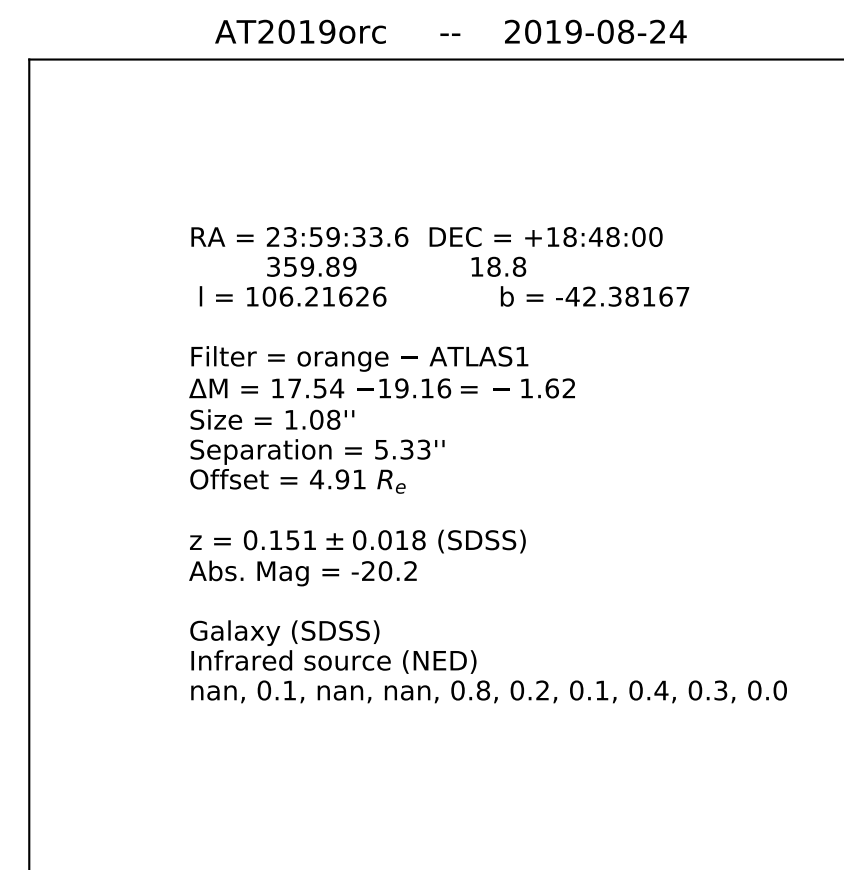 AT2019orc -- 2019-08-24
RA = 23:59:33.6 DEC = +18:48:00
359.89 18.8
l = 106.21626 b = -42.38167
Filter = orange − ATLAS1
ΔM = 17.54 −19.16 = − 1.62
Size = 1.08''
Separation = 5.33''
Offset = 4.91 Re
z = 0.151 ± 0.018 (SDSS)
Abs. Mag = -20.2
Galaxy (SDSS)
Infrared source (NED)
nan, 0.1, nan, nan, 0.8, 0.2, 0.1, 0.4, 0.3, 0.0